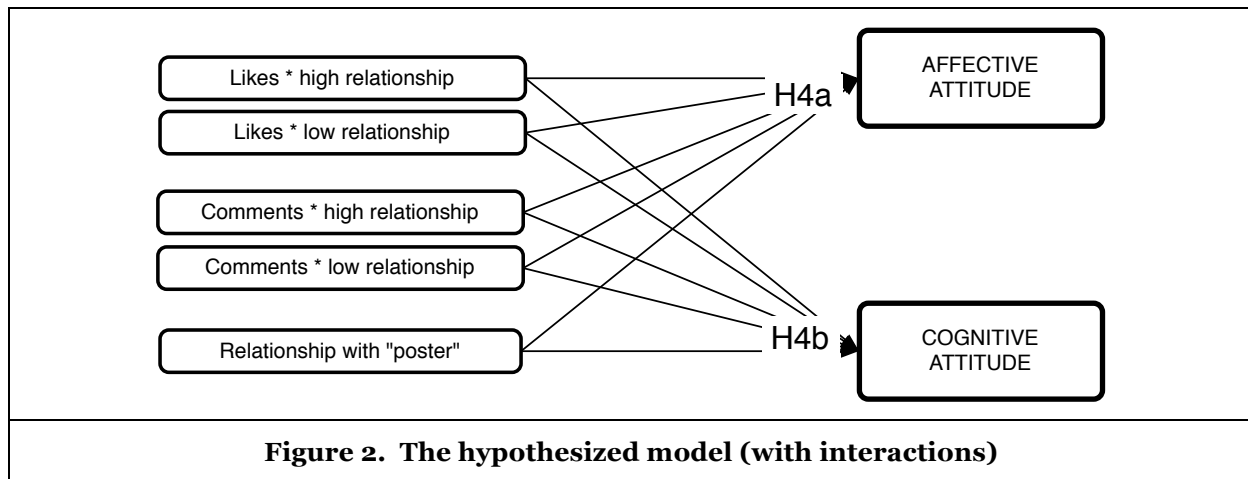 Likes * high relationship
Likes * low relationship
Comments * high relationship
Comments * low relationship
Relationship with "poster"
H4a
H4b
AFFECTIVE
ATTITUDE
COGNITIVE
ATTITUDE
Figure 2. The hypothesized model (with interactions)